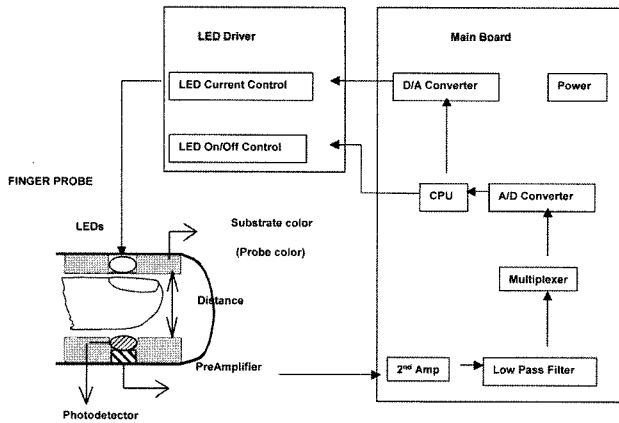 LED Driver
Main Board
LED Current Control
D/A Converter
Power
LED On/Off Control
FINGER PROBE
CPU
A/D Converter
LEDs
Substrate color
(Probe color)
Multiplexer
Distance
PreAmplifier
2nd Amp
Low Pass Filter
Photodetector